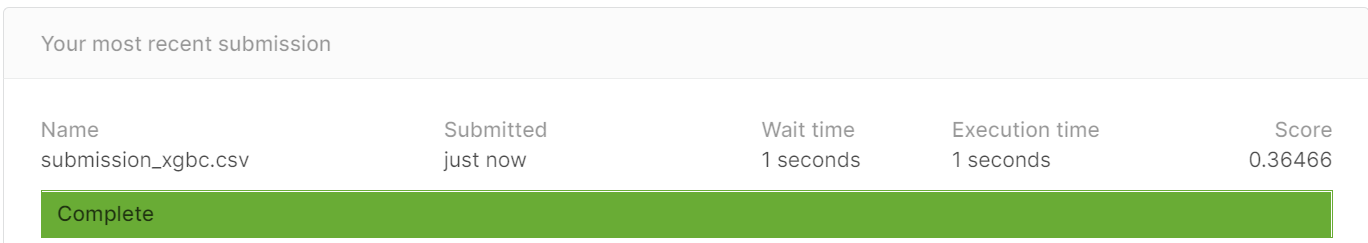 Your most recent submission
Name Submitted Wait time Execution time Score
submission_xgbc.csv just now 1 seconds 1 seconds 0.36466
Complete